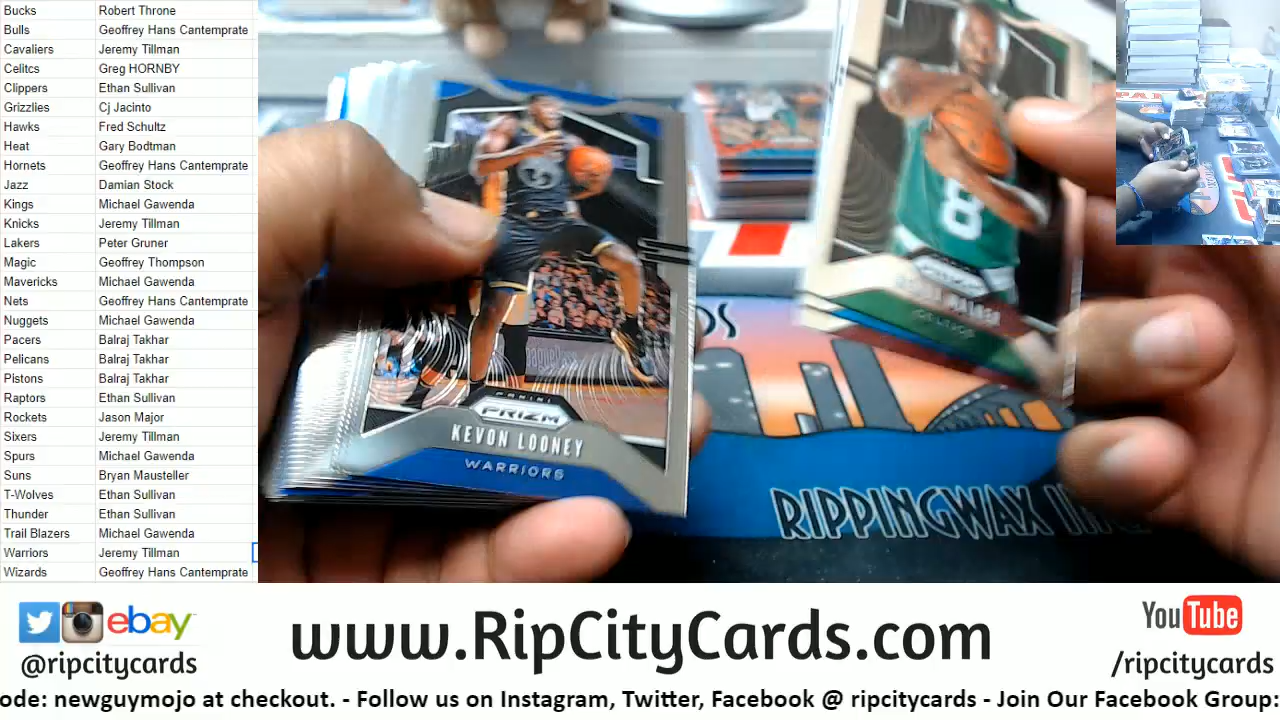 Bucks Robert Throne
Bulls Geoffrey Hans Cantemprate
Cavaliers Jeremy Tillman
Celitcs Greg HORNBY
Clippers Ethan Sullivan
Grizzlies Cj Jacinto
Hawks Fred Schultz
Heat Gary Bodtman
Hornets Geoffrey Hans Cantemprate
Jazz Damian Stock
Kings Michael Gawenda
Knicks Jeremy Tillman
Lakers Peter Gruner
Magic Geoffrey Thompson
Mavericks Michael Gawenda
Nets Geoffrey Hans Cantemprate
Nuggets Michael Gawenda
Pacers Balraj Takhar
Pelicans Balraj Takhar
Pistons Balraj Takhar
Raptors Ethan Sullivan
Rockets Jason Major
Sixers Jeremy Tillman
Spurs Michael Gawenda
Suns Bryan Mausteller
T-Wolves Ethan Sullivan
Thunder Ethan Sullivan
Trail Blazers Michael Gawenda
Warriors Jeremy Tillman
Wizards Geoffrey Hans Cantemprate
8
PANINI
PRIZM
KEVON LOONEY
WARRIORS
RIPPINGWAX
ebay
@ripcitycards
www.RipCityCards.com
YouTube
/ripcitycards
ode: newguymojo at checkout. - Follow us on Instagram, Twitter, Facebook @ ripcitycards - Join Our Facebook Group: